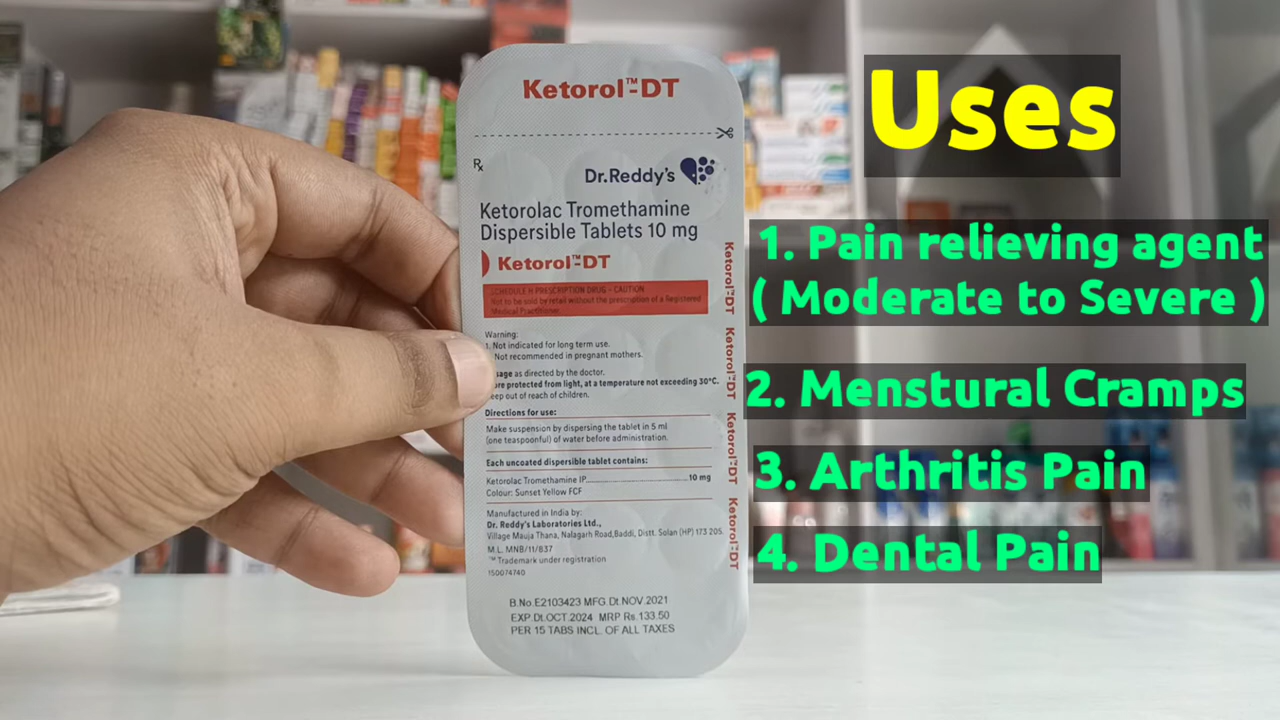 Ketorol™-DT
Rx
Dr.Reddy's
Ketorolac Tromethamine
Dispersible Tablets 10 mg
Ketorol™-DT
SCHEDULE H PRESCRIPTION DRUG - CAUTION
Not to be sold by retail without the prescription of a Registered
Medical Practitioner.
Warning:
1. Not indicated for long term use.
Not recommended in pregnant mothers.
sage as directed by the doctor.
ore protected from light, at a temperature not exceeding 30°C.
eep out of reach of children.
Directions for use:
Make suspension by dispersing the tablet in 5 ml
(one teaspoonful) of water before administration.
Each uncoated dispersible tablet contains:
Ketorolac Tromethamine IP..........10 mg
Colour: Sunset Yellow FCF
Manufactured in India by:
Dr. Reddy's Laboratories Ltd.,
Village Mauja Thana, Nalagarh Road,Baddi, Distt. Solan (HP) 173 205.
M.L. MNB/11/837
™Trademark under registration
150074740
B.No.E2103423 MFG.Dt.NOV.2021
EXP.Dt.OCT.2024 MRP Rs.133.50
PER 15 TABS INCL. OF ALL TAXES
Ketorol™-DT
Ketorol™-DT
Ketorol™-DT
Ketorol™-DT
Uses
1. Pain relieving agent
( Moderate to Severe )
2. Menstural Cramps
3. Arthritis Pain
4. Dental Pain